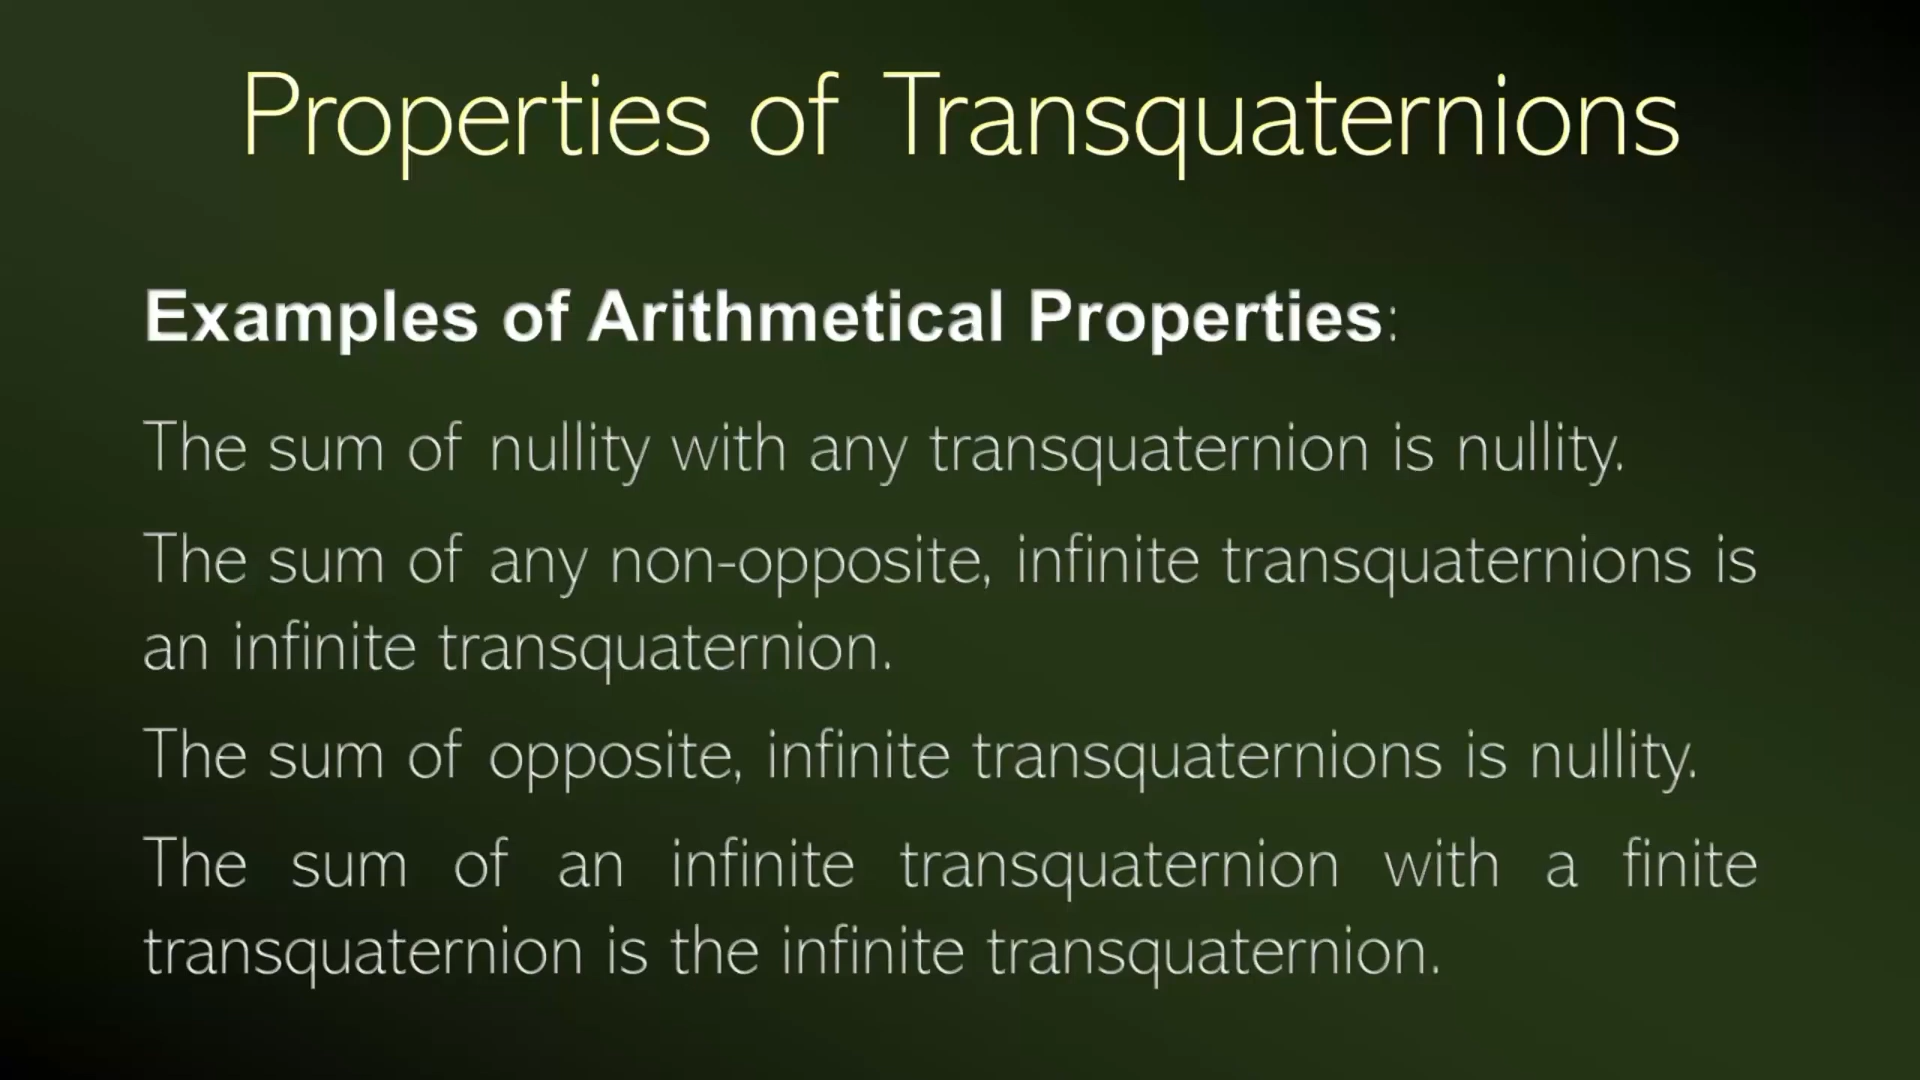 Properties of Transquaternions
Examples of Arithmetical Properties:
The sum of nullity with any transquaternion is nullity.
The sum of any non-opposite, infinite transquaternions is
an infinite transquaternion.
The sum of opposite, infinite transquaternions is nullity.
The sum of an infinite transquaternion with a finite
transquaternion is the infinite transquaternion.